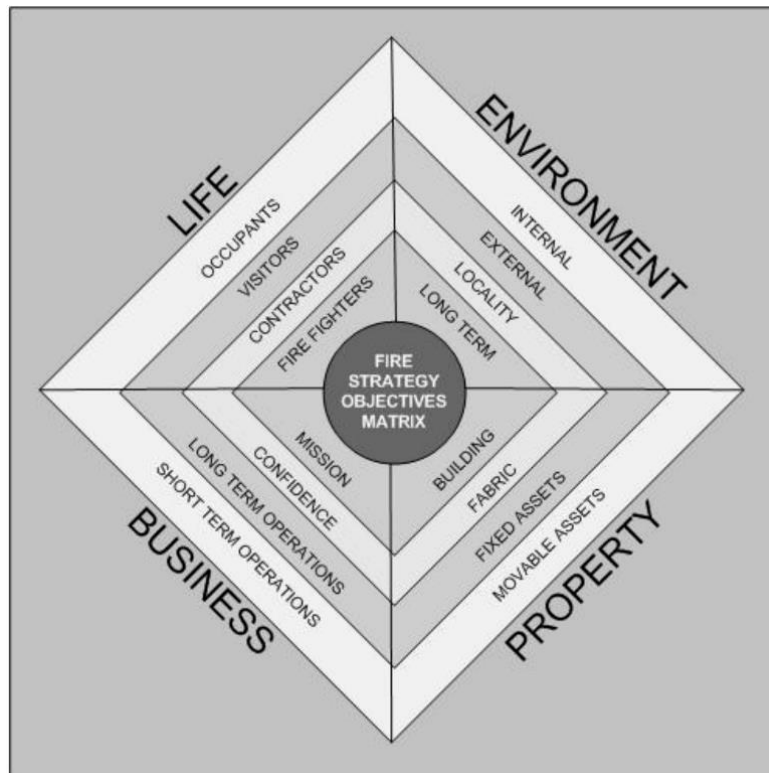 LIFE
OCCUPANTS
VISITORS
CONTRACTORS
FIRE FIGHTERS
ENVIRONMENT
INTERNAL
EXTERNAL
LOCALITY
LONG TERM
FIRE
STRATEGY
OBJECTIVES
MATRIX
MISSION
CONFIDENCE
LONG TERM OPERATIONS
SHORT TERM OPERATIONS
BUSINESS
BUILDING
FABRIC
FIXED ASSETS
MOVABLE ASSETS
PROPERTY